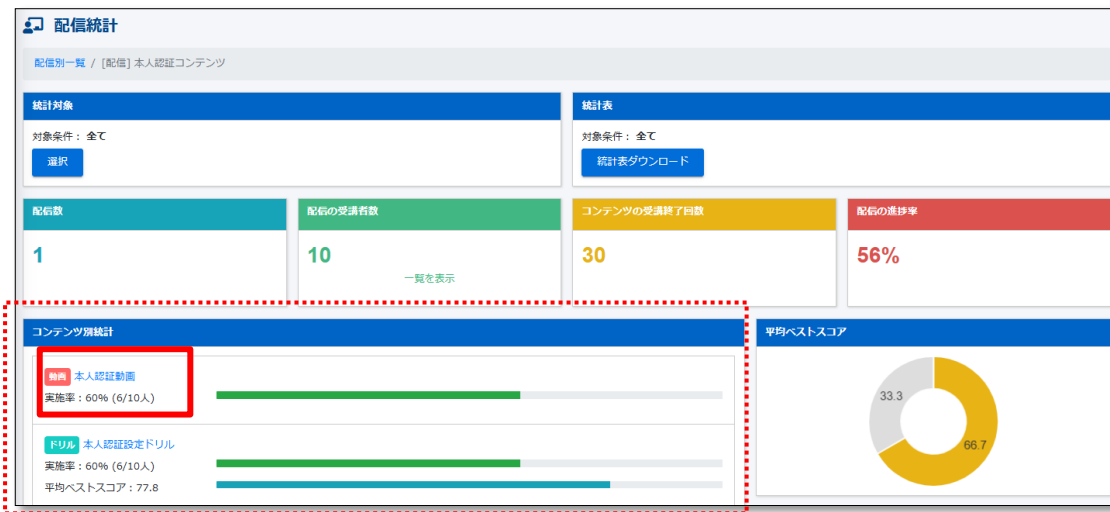 配信統計
配信別一覧 / [配信] 本人認証コンテンツ
統計対象
対象条件： 全て
選択
統計表
対象条件： 全て
統計表ダウンロード
配信数
1
配信の受講者数
10
一覧を表示
コンテンツの受講終了回数
30
配信の進捗率
56%
コンテンツ別統計
動画 本人認証動画
実施率：60% (6/10人)
ドリル 本人認証設定ドリル
実施率：60% (6/10人)
平均ベストスコア：77.8
平均ベストスコア
33.3
66.7